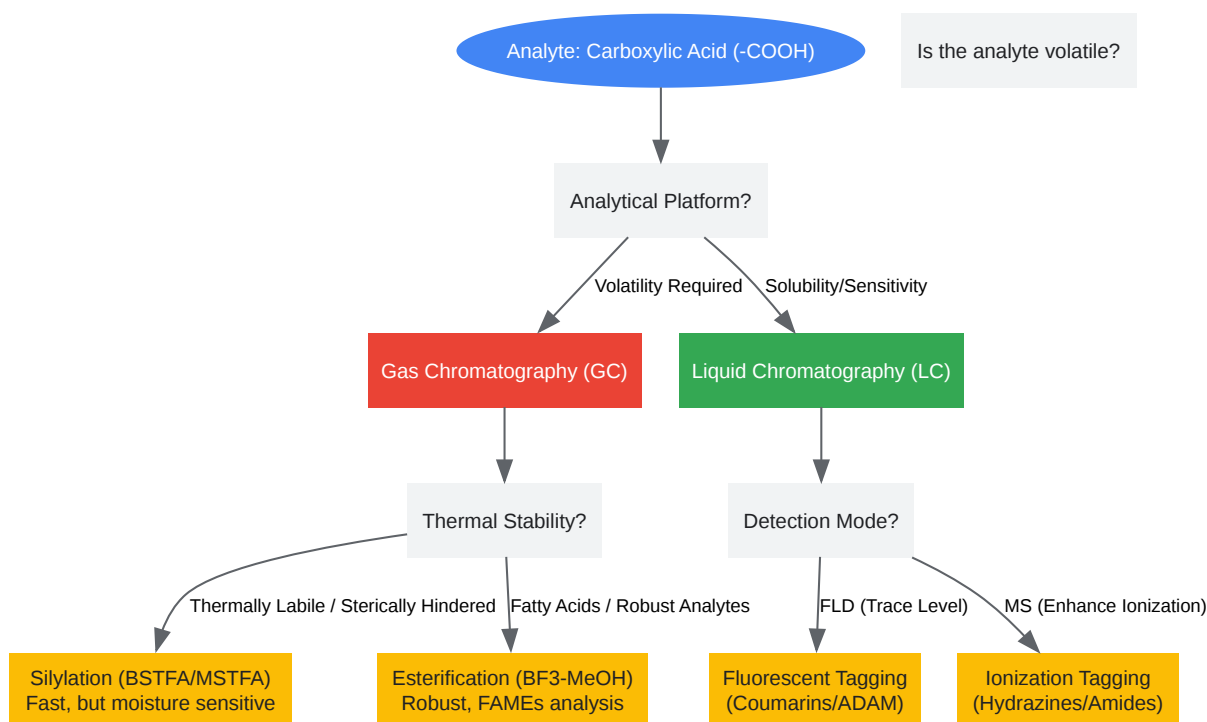 Analyte: Carboxylic Acid (-COOH)
Is the analyte volatile?
Analytical Platform?
Volatility Required
Solubility/Sensitivity
Gas Chromatography (GC)
Liquid Chromatography (LC)
Thermal Stability?
Detection Mode?
Thermally Labile / Sterically Hindered
Fatty Acids / Robust Analytes
FLD (Trace Level)
MS (Enhance Ionization)
Silylation (BSTFA/MSTFA)
Fast, but moisture sensitive
Esterification (BF3-MeOH)
Robust, FAMEs analysis
Fluorescent Tagging
(Coumarins/ADAM)
Ionization Tagging
(Hydrazines/Amides)